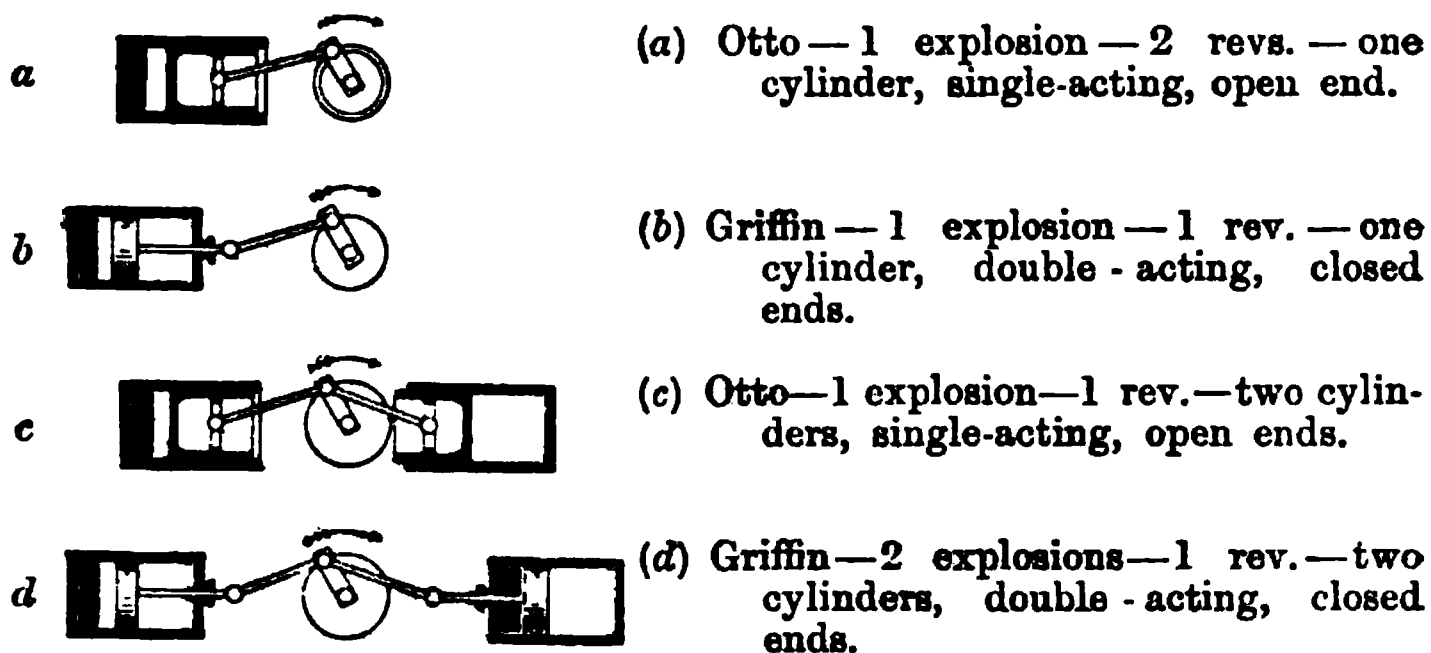 a
(a) Otto — 1 explosion — 2 revs. — one
cylinder, single-acting, open end.
b
(b) Griffin — 1 explosion — 1 rev. — one
cylinder, double - acting, closed
ends.
c
(c) Otto—1 explosion—1 rev.—two cylin-
ders, single-acting, open ends.
d
(d) Griffin—2 explosions—1 rev.—two
cylinders, double - acting, closed
ends.